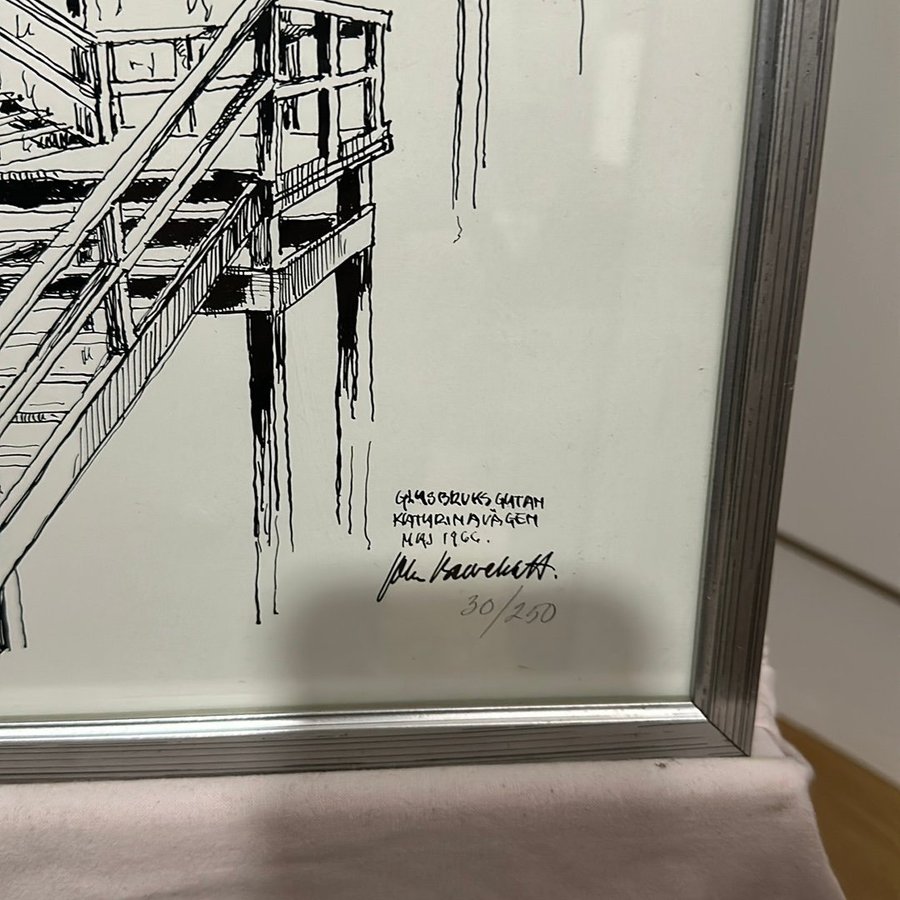 GLASBRUKSGATAN
KATARINAVÄGEN
MAJ 1966.
30/250